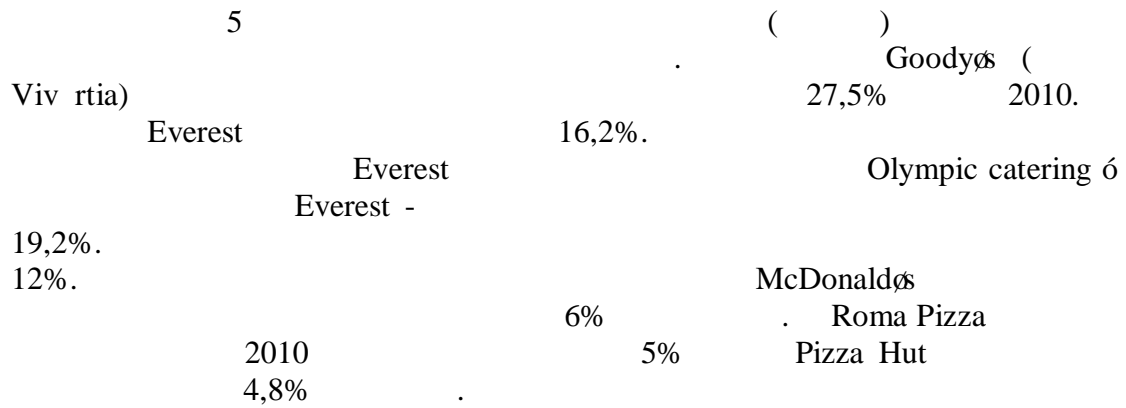 5 ( )
. Goodyøs (
Viv rtia) 27,5% 2010.
Everest 16,2%.
Everest Olympic catering ó
Everest -
19,2%.
12%. McDonaldøs
6% . Roma Pizza
2010 5% Pizza Hut
4,8% .